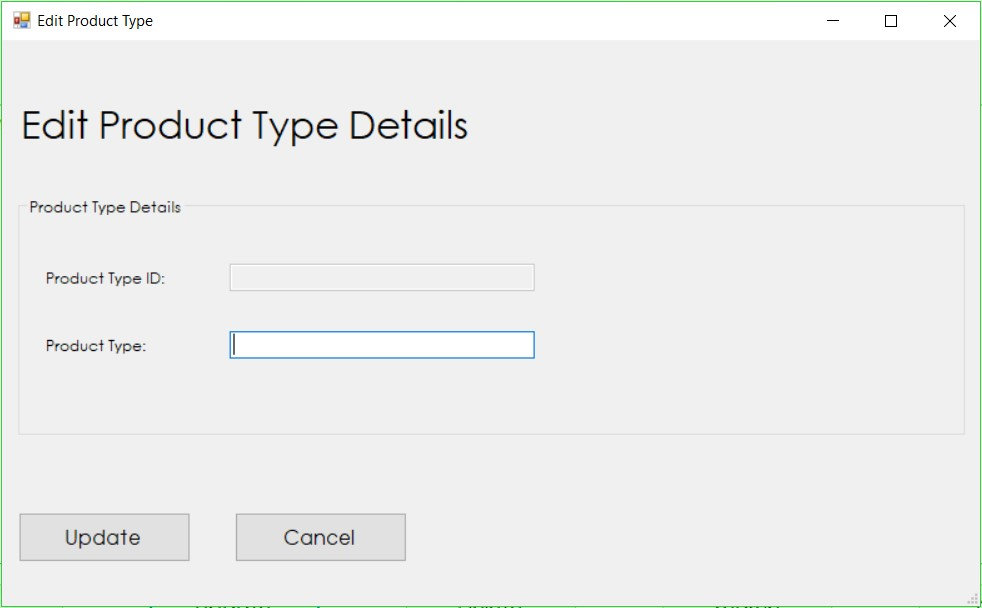 Edit Product Type
Edit Product Type Details
Product Type Details
Product Type ID:
Product Type:
Update
Cancel